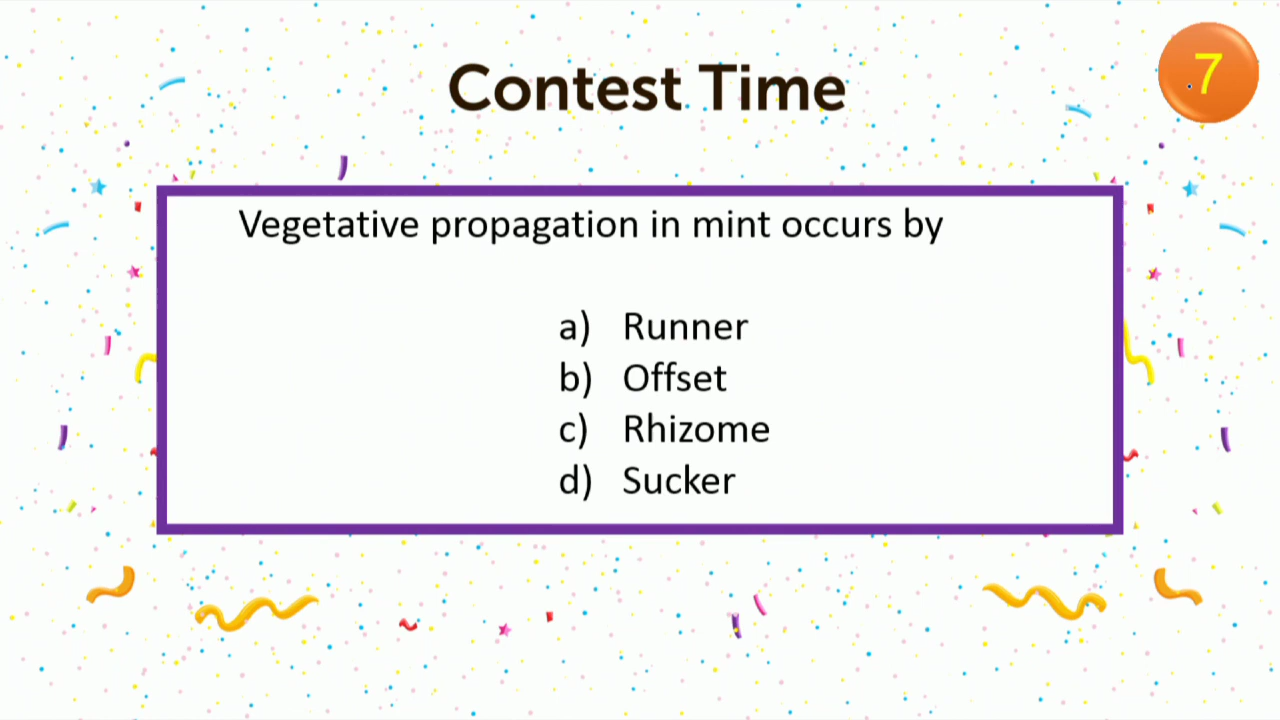 Contest Time
7
Vegetative propagation in mint occurs by
a) Runner
b) Offset
c) Rhizome
d) Sucker